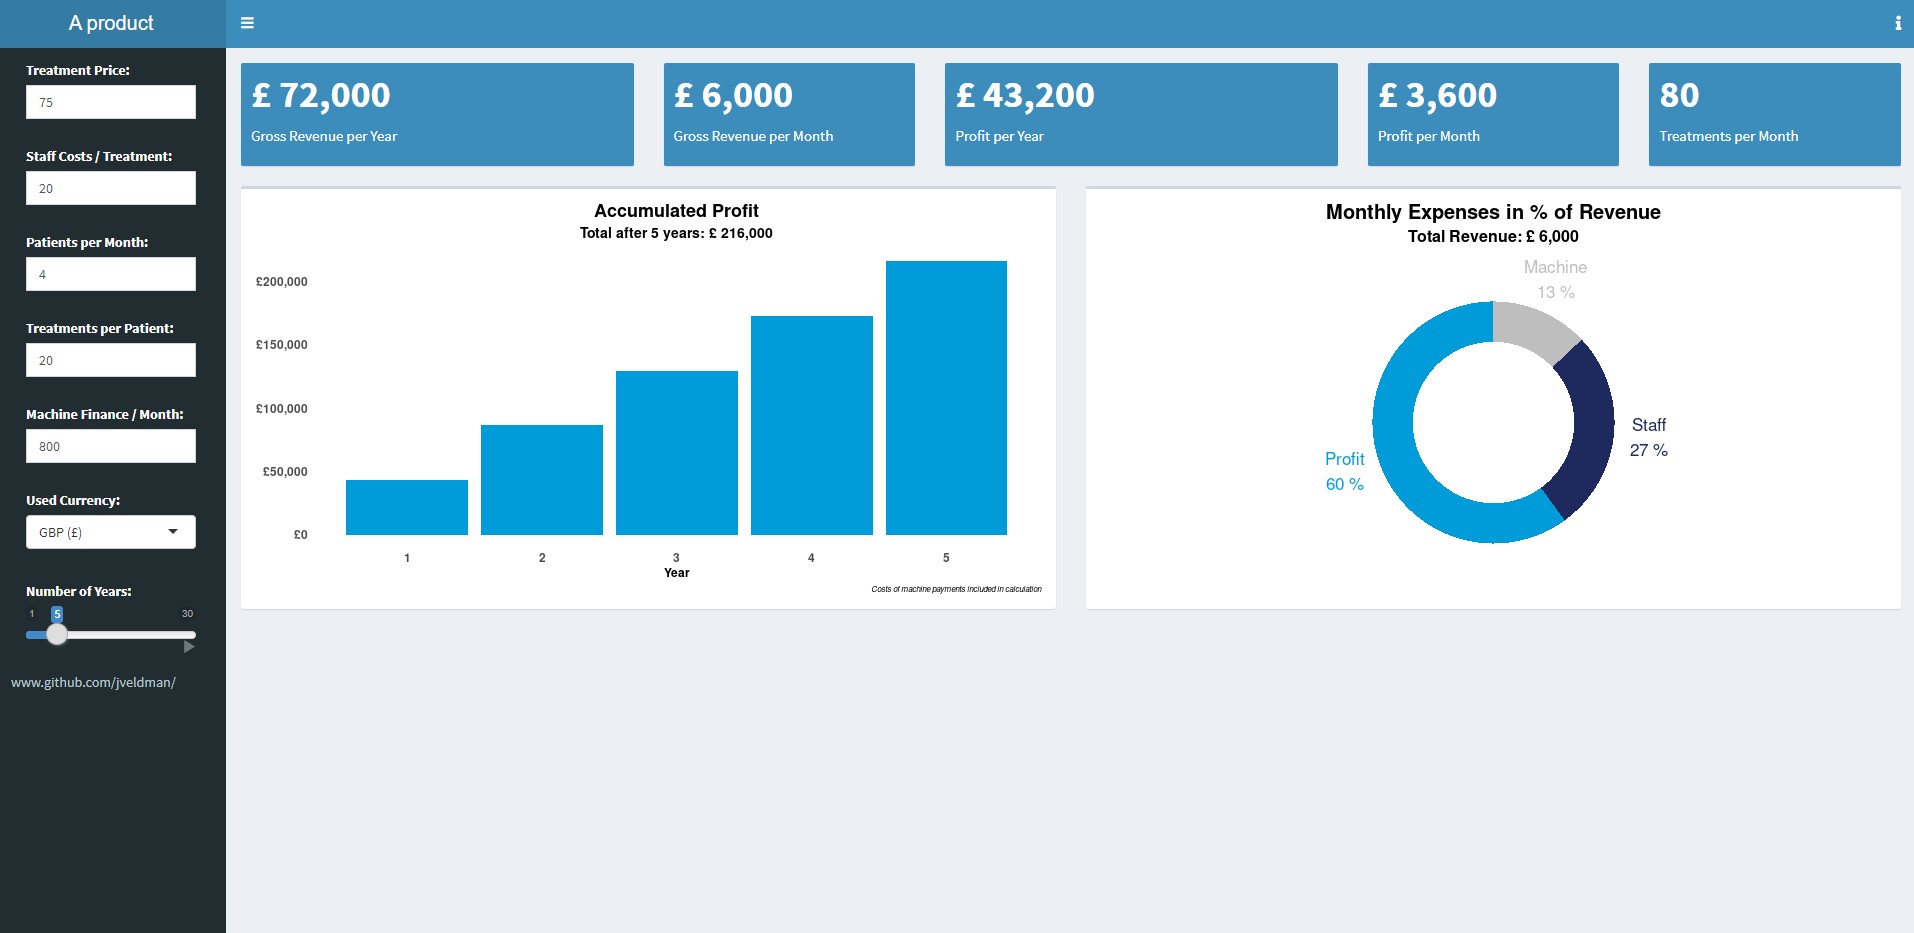 A product
Treatment Price:
75
Staff Costs / Treatment:
20
Patients per Month:
4
Treatments per Patient:
20
Machine Finance / Month:
800
Used Currency:
GBP (£)
Number of Years:
1 5 30
www.github.com/jveldman/
£ 72,000
Gross Revenue per Year
£ 6,000
Gross Revenue per Month
£ 43,200
Profit per Year
£ 3,600
Profit per Month
80
Treatments per Month
Accumulated Profit
Total after 5 years: £ 216,000
£200,000
£150,000
£100,000
£50,000
£0
1 2 3 4 5
Year
Costs of machine payments included in calculation
Monthly Expenses in % of Revenue
Total Revenue: £ 6,000
Machine
13 %
Staff
27 %
Profit
60 %